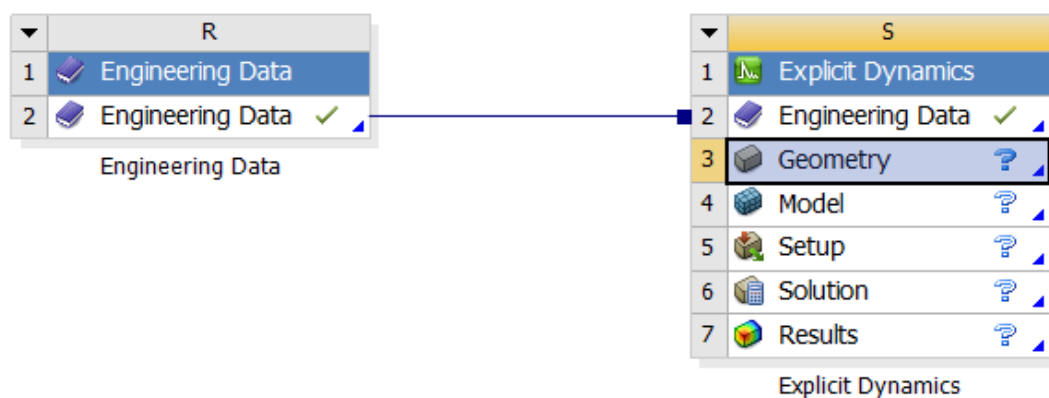 R
1 Engineering Data
2 Engineering Data
Engineering Data
S
1 Explicit Dynamics
2 Engineering Data
3 Geometry ?
4 Model ?
5 Setup ?
6 Solution ?
7 Results ?
Explicit Dynamics